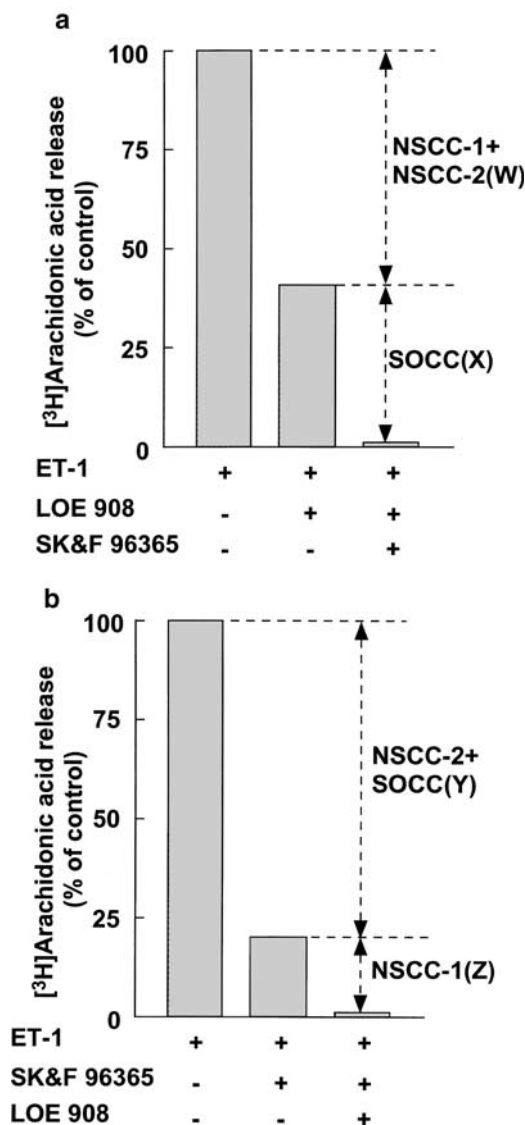 a
[³H]Arachidonic acid release
(% of control)
100
75
50
25
0
NSCC-1+
NSCC-2(W)
SOCC(X)
ET-1 + + +
LOE 908 - + +
SK&F 96365 - - +
b
[³H]Arachidonic acid release
(% of control)
100
75
50
25
0
NSCC-2+
SOCC(Y)
NSCC-1(Z)
ET-1 + + +
SK&F 96365 - + +
LOE 908 - - +